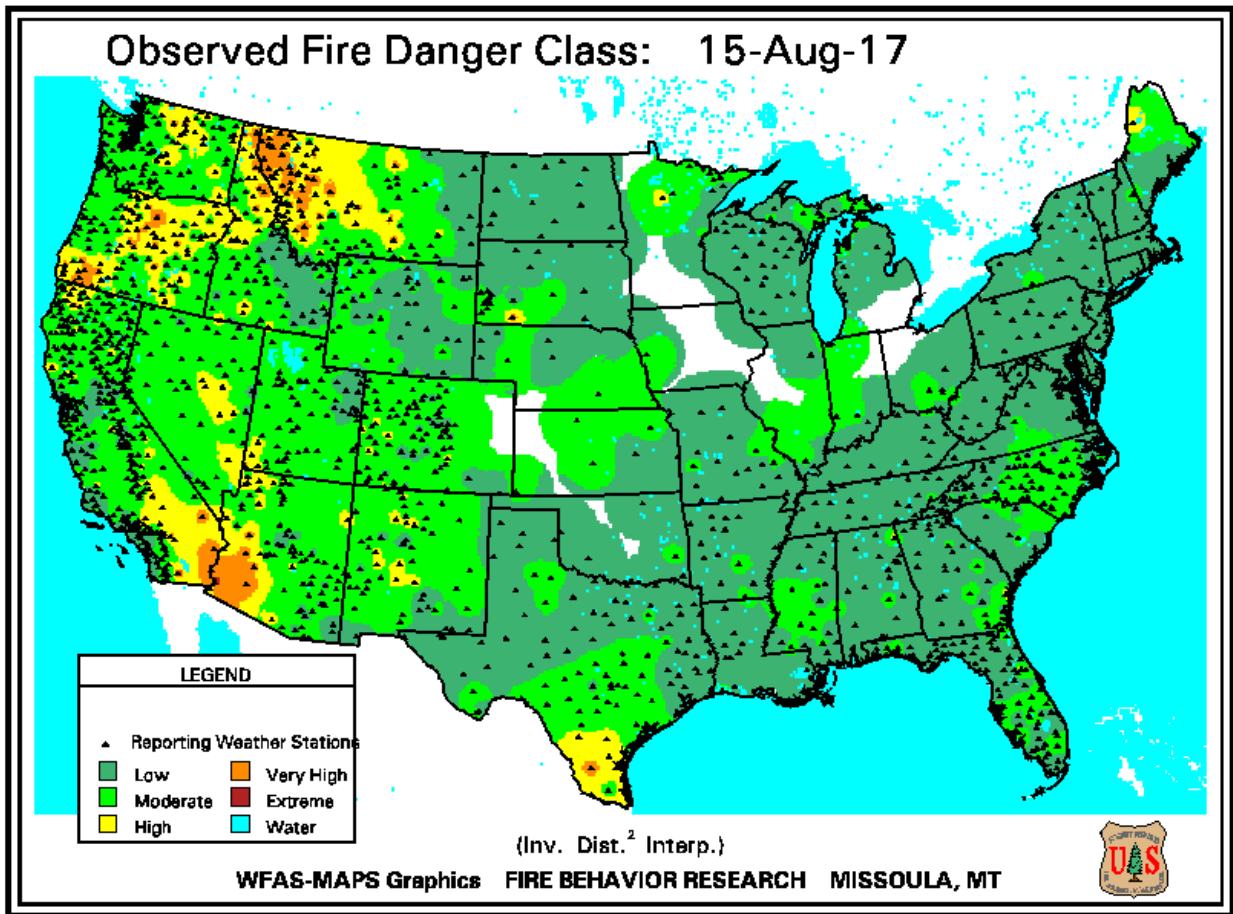 Observed Fire Danger Class: 15-Aug-17
LEGEND
Reporting Weather Stations
Low
Very High
Moderate
Extreme
High
Water
(Inv. Dist.² Interp.)
WFAS-MAPS Graphics FIRE BEHAVIOR RESEARCH MISSOULA, MT
US